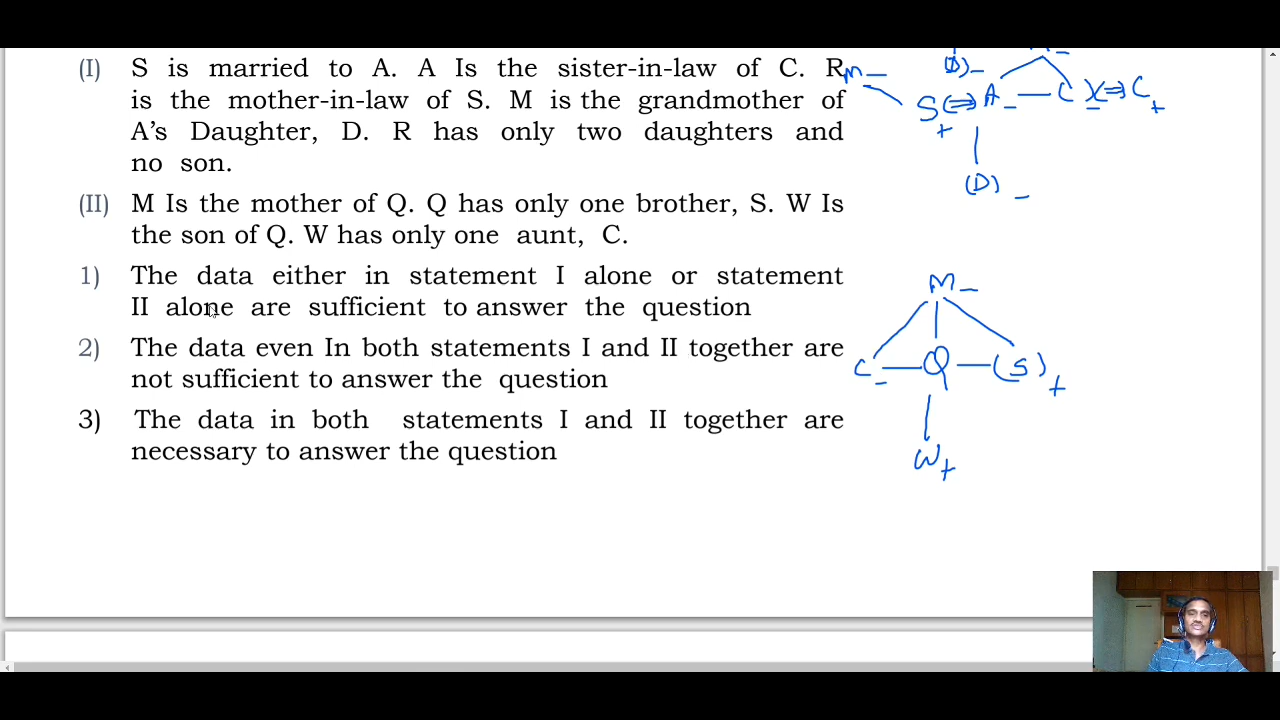 (I) S is married to A. A Is the sister-in-law of C. R
is the mother-in-law of S. M is the grandmother of
A's Daughter, D. R has only two daughters and
no son.
(II) M Is the mother of Q. Q has only one brother, S. W Is
the son of Q. W has only one aunt, C.
1) The data either in statement I alone or statement
II alone are sufficient to answer the question
2) The data even In both statements I and II together are
not sufficient to answer the question
3) The data in both statements I and II together are
necessary to answer the question
(D) –
M –
S + ⇔ A – — C – ⇔ C +
(D) –
M –
C – — Q — (S) +
W +